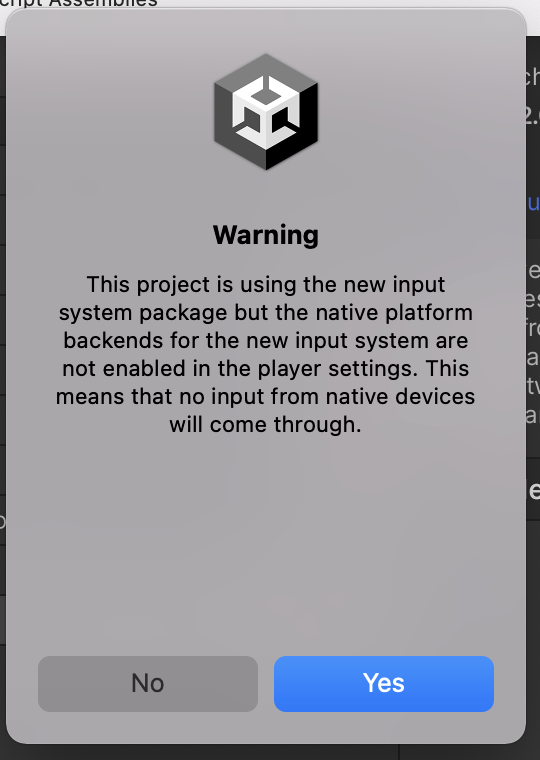 Script Assemblies
Warning
This project is using the new input
system package but the native platform
backends for the new input system are
not enabled in the player settings. This
means that no input from native devices
will come through.
No
Yes